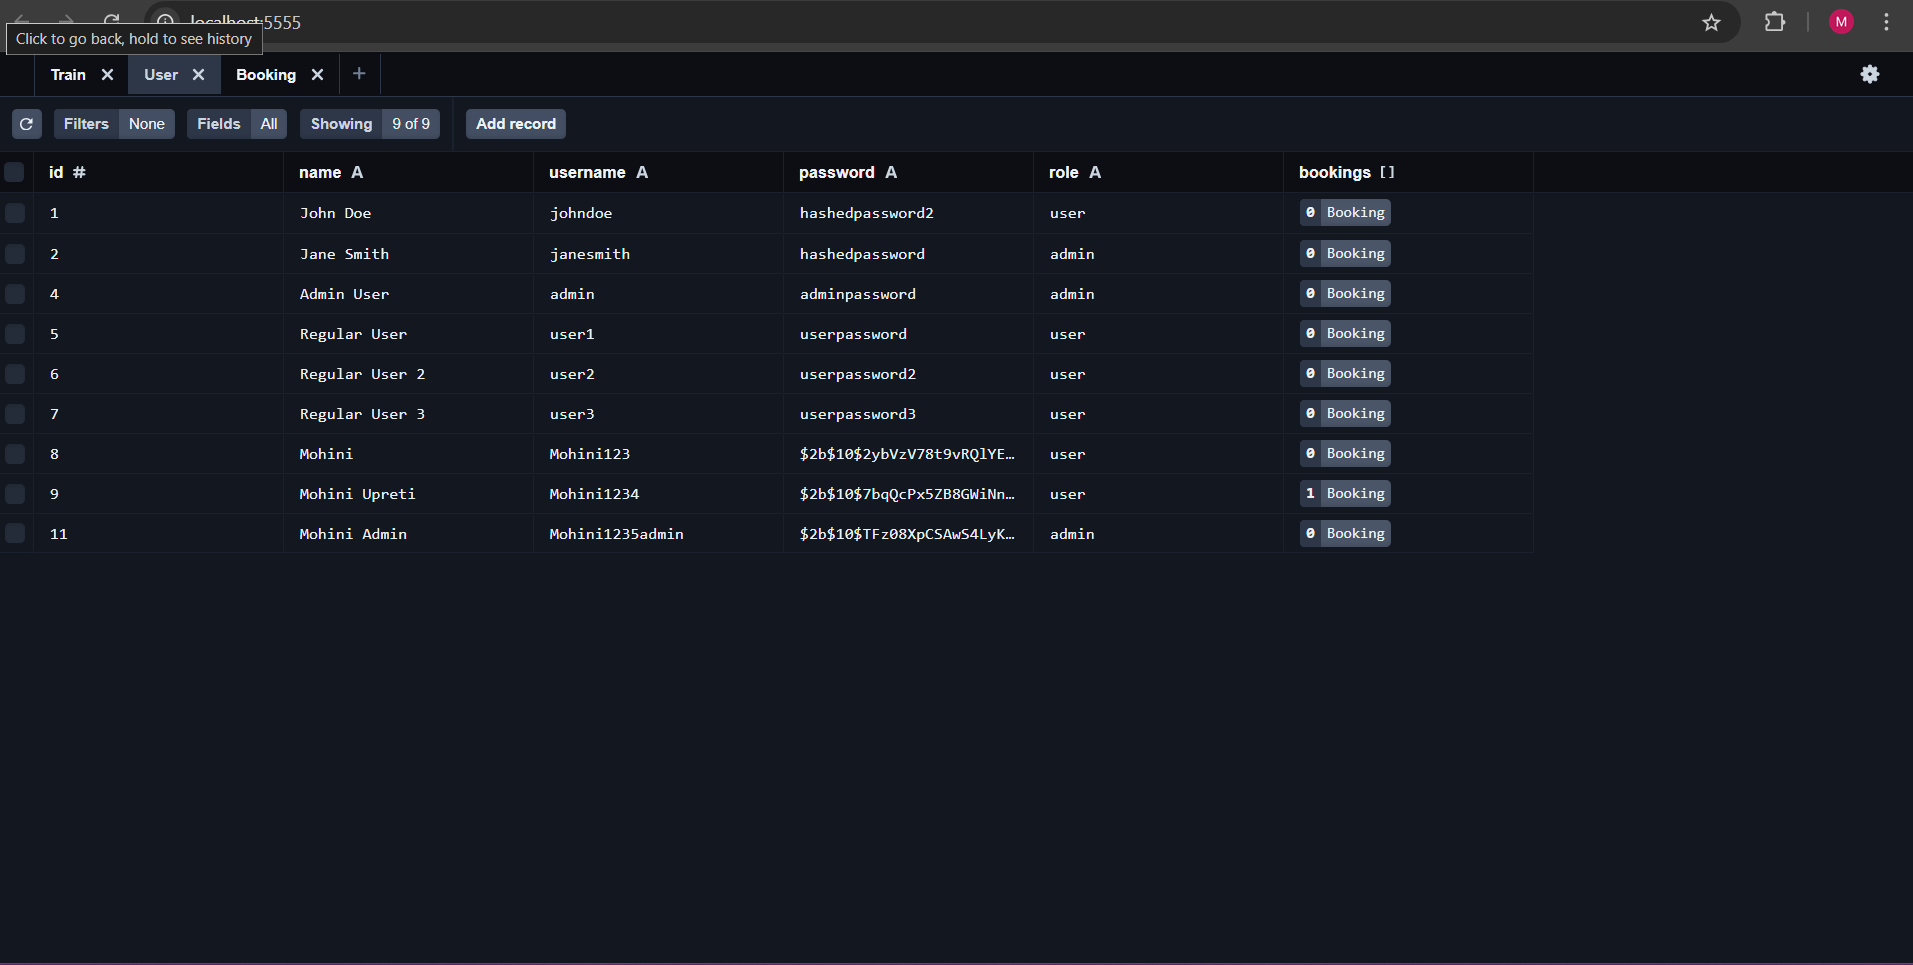 localhost:5555
Click to go back, hold to see history
Train User Booking
Filters None Fields All Showing 9 of 9 Add record
id # name A username A password A role A bookings []
1 John Doe johndoe hashedpassword2 user 0 Booking
2 Jane Smith janesmith hashedpassword admin 0 Booking
4 Admin User admin adminpassword admin 0 Booking
5 Regular User user1 userpassword user 0 Booking
6 Regular User 2 user2 userpassword2 user 0 Booking
7 Regular User 3 user3 userpassword3 user 0 Booking
8 Mohini Mohini123 $2b$10$2ybVzV78t9vRQlYE… user 0 Booking
9 Mohini Upreti Mohini1234 $2b$10$7bqQcPx5ZB8GWiNn… user 1 Booking
11 Mohini Admin Mohini1235admin $2b$10$TFz08XpCSAwS4LyK… admin 0 Booking